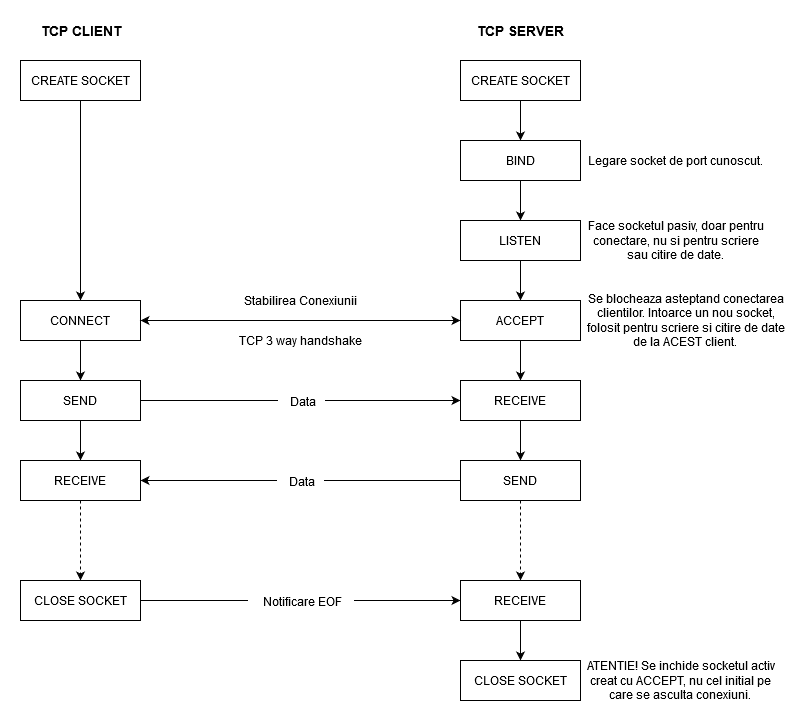 TCP CLIENT
TCP SERVER
CREATE SOCKET
CREATE SOCKET
BIND
Legare socket de port cunoscut.
LISTEN
Face socketul pasiv, doar pentru
conectare, nu si pentru scriere
sau citire de date.
Stabilirea Conexiunii
CONNECT
ACCEPT
TCP 3 way handshake
Se blocheaza asteptand conectarea
clientilor. Intoarce un nou socket,
folosit pentru scriere si citire de date
de la ACEST client.
SEND
Data
RECEIVE
RECEIVE
Data
SEND
CLOSE SOCKET
Notificare EOF
RECEIVE
CLOSE SOCKET
ATENTIE! Se inchide socketul activ
creat cu ACCEPT, nu cel initial pe
care se asculta conexiuni.